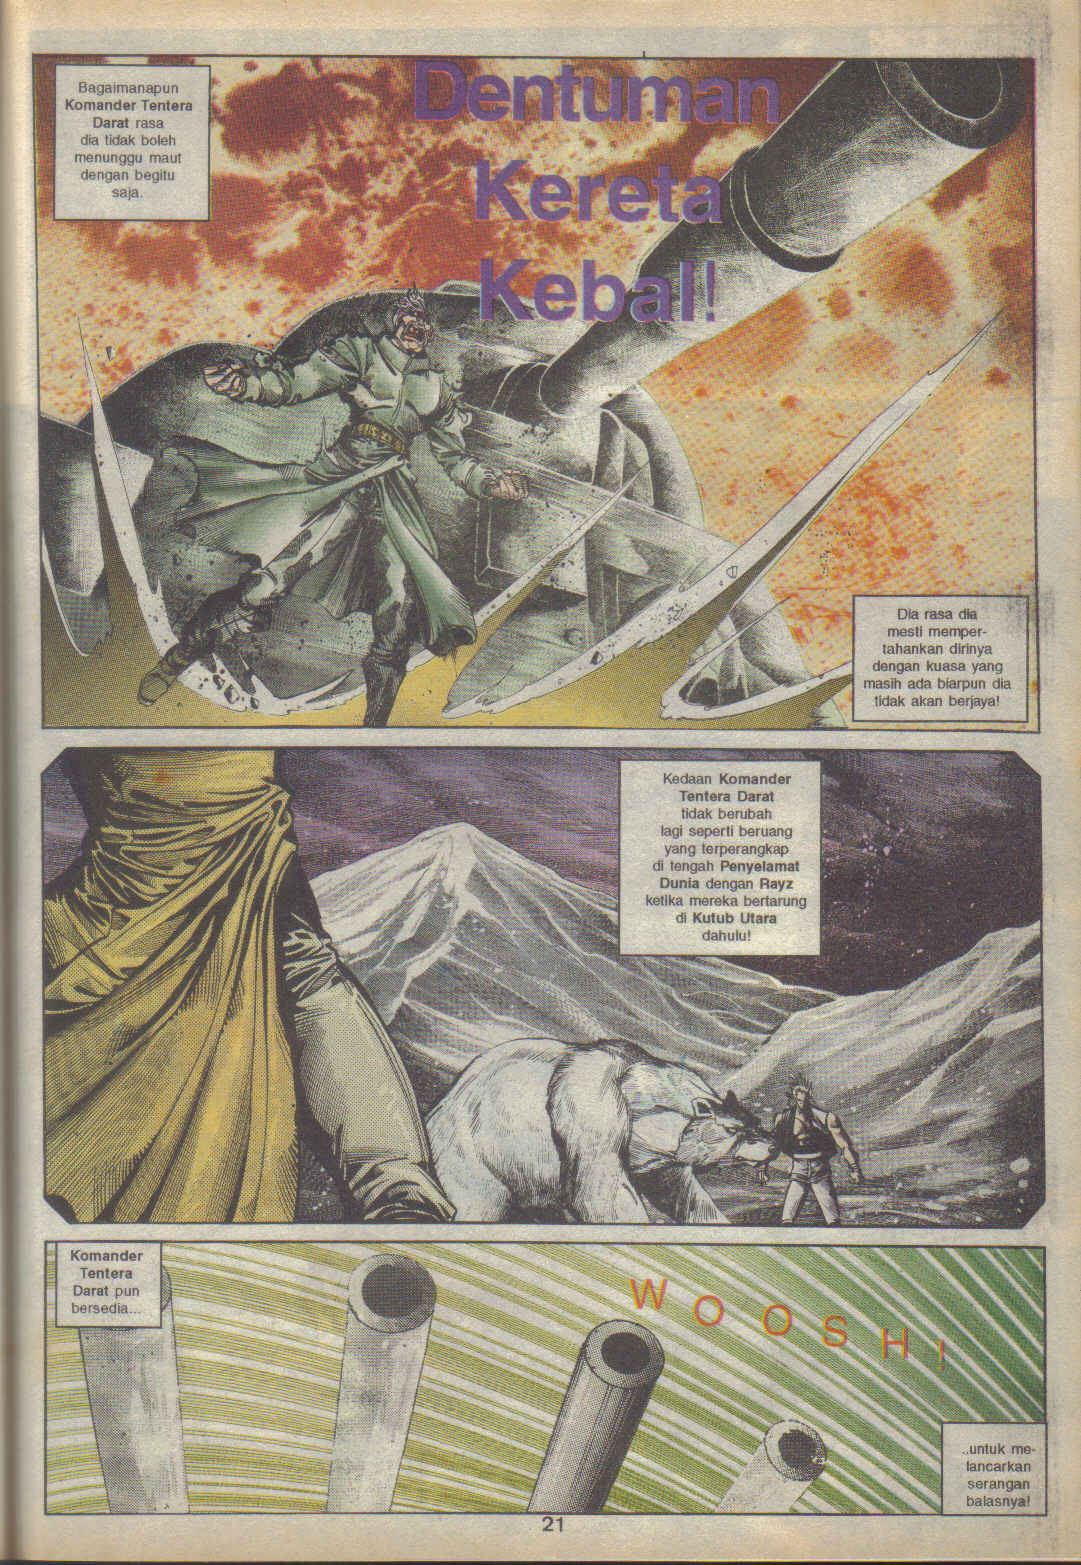 Bagaimanapun
Komander Tentera
Darat rasa
dia tidak boleh
menunggu maut
dengan begitu
saja.
Dentuman
Kereta
Kebal!
Dia rasa dia
mesti memper-
tahankan dirinya
dengan kuasa yang
masih ada biarpun dia
tidak akan berjaya!
Kedaan Komander
Tentera Darat
tidak berubah
lagi seperti beruang
yang terperangkap
di tengah Penyelamat
Dunia dengan Rayz
ketika mereka bertarung
di Kutub Utara
dahulu!
Komander
Tentera
Darat pun
bersedia...
WOOSH!
..untuk me-
lancarkan
serangan
balasnya!
21